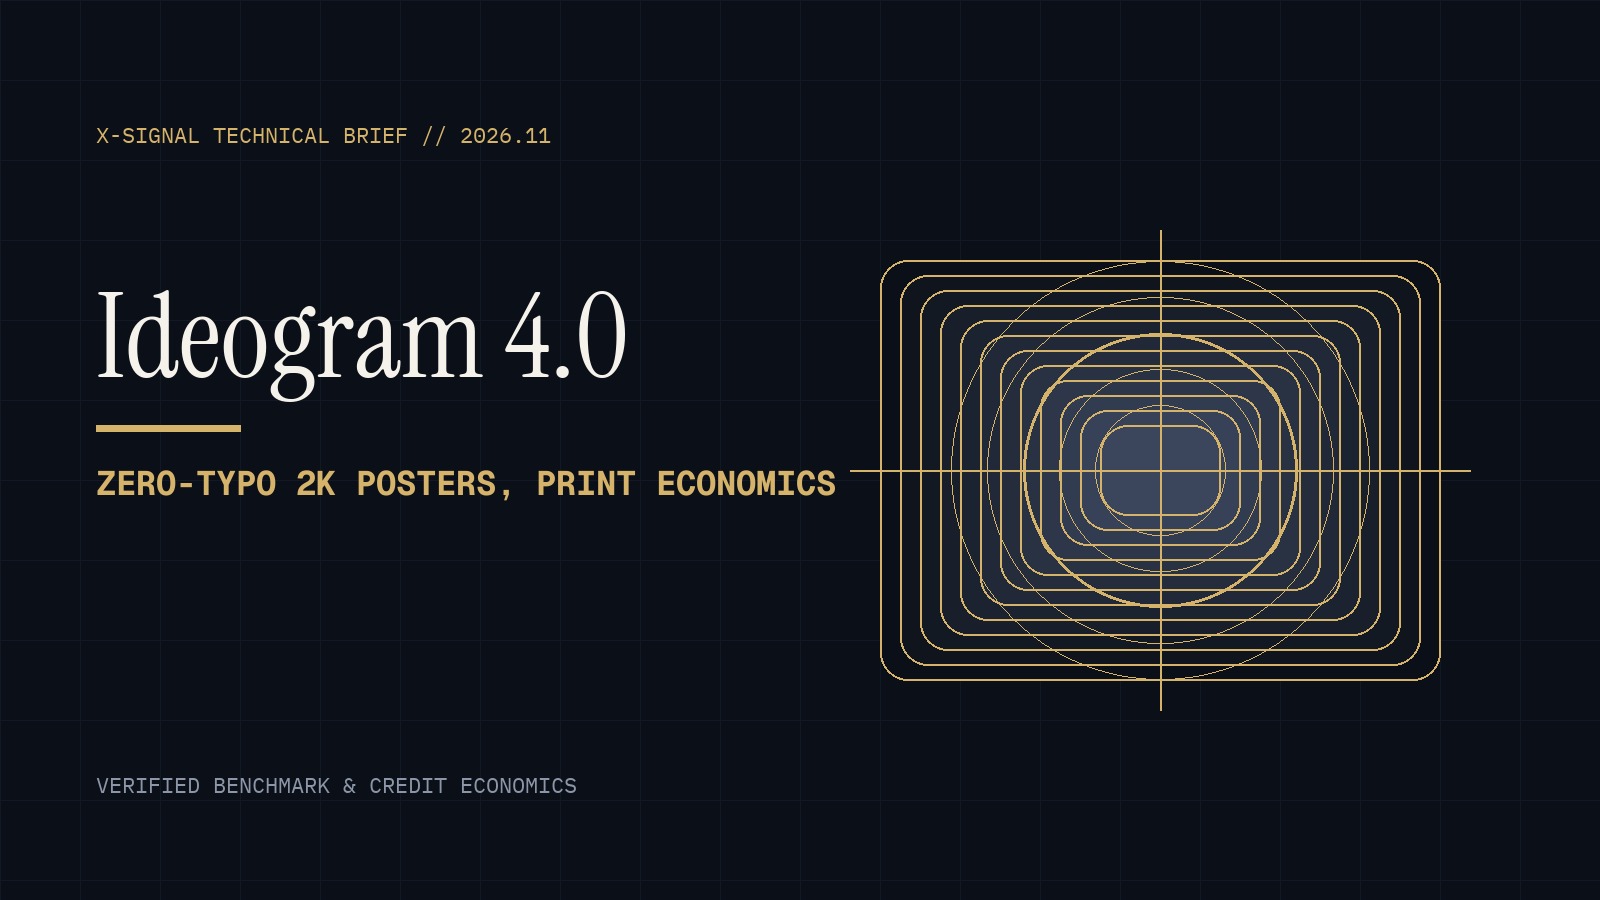 X-SIGNAL TECHNICAL BRIEF // 2026.11
Ideogram 4.0
ZERO-TYPO 2K POSTERS, PRINT ECONOMICS
VERIFIED BENCHMARK & CREDIT ECONOMICS